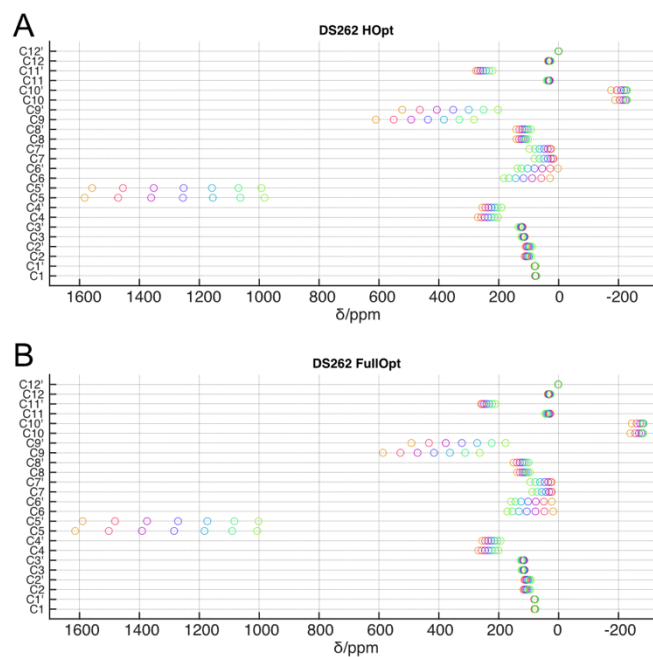 A
DS262 HOpt
C12'
C12
C11'
C11
C10'
C10
C9'
C9
C8'
C8
C7'
C7
C6'
C6
C5'
C5
C4'
C4
C3'
C3
C2'
C2
C1'
C1
1600 1400 1200 1000 800 600 400 200 0 -200
δ/ppm
B
DS262 FullOpt
C12'
C12
C11'
C11
C10'
C10
C9'
C9
C8'
C8
C7'
C7
C6'
C6
C5'
C5
C4'
C4
C3'
C3
C2'
C2
C1'
C1
1600 1400 1200 1000 800 600 400 200 0 -200
δ/ppm